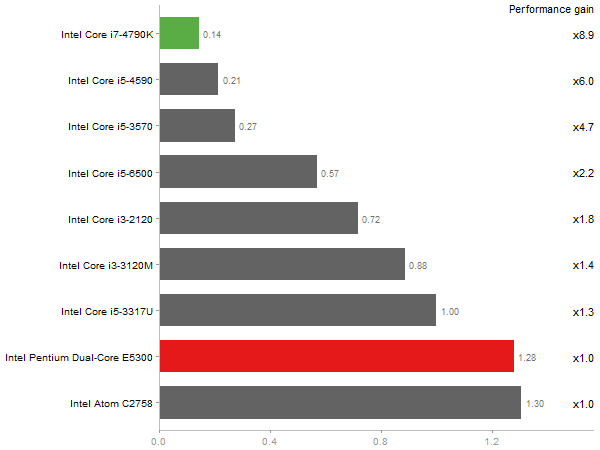 Performance gain
Intel Core i7-4790K 0.14 x8.9
Intel Core i5-4590 0.21 x6.0
Intel Core i5-3570 0.27 x4.7
Intel Core i5-6500 0.57 x2.2
Intel Core i3-2120 0.72 x1.8
Intel Core i3-3120M 0.88 x1.4
Intel Core i5-3317U 1.00 x1.3
Intel Pentium Dual-Core E5300 1.28 x1.0
Intel Atom C2758 1.30 x1.0
0.0 0.4 0.8 1.2